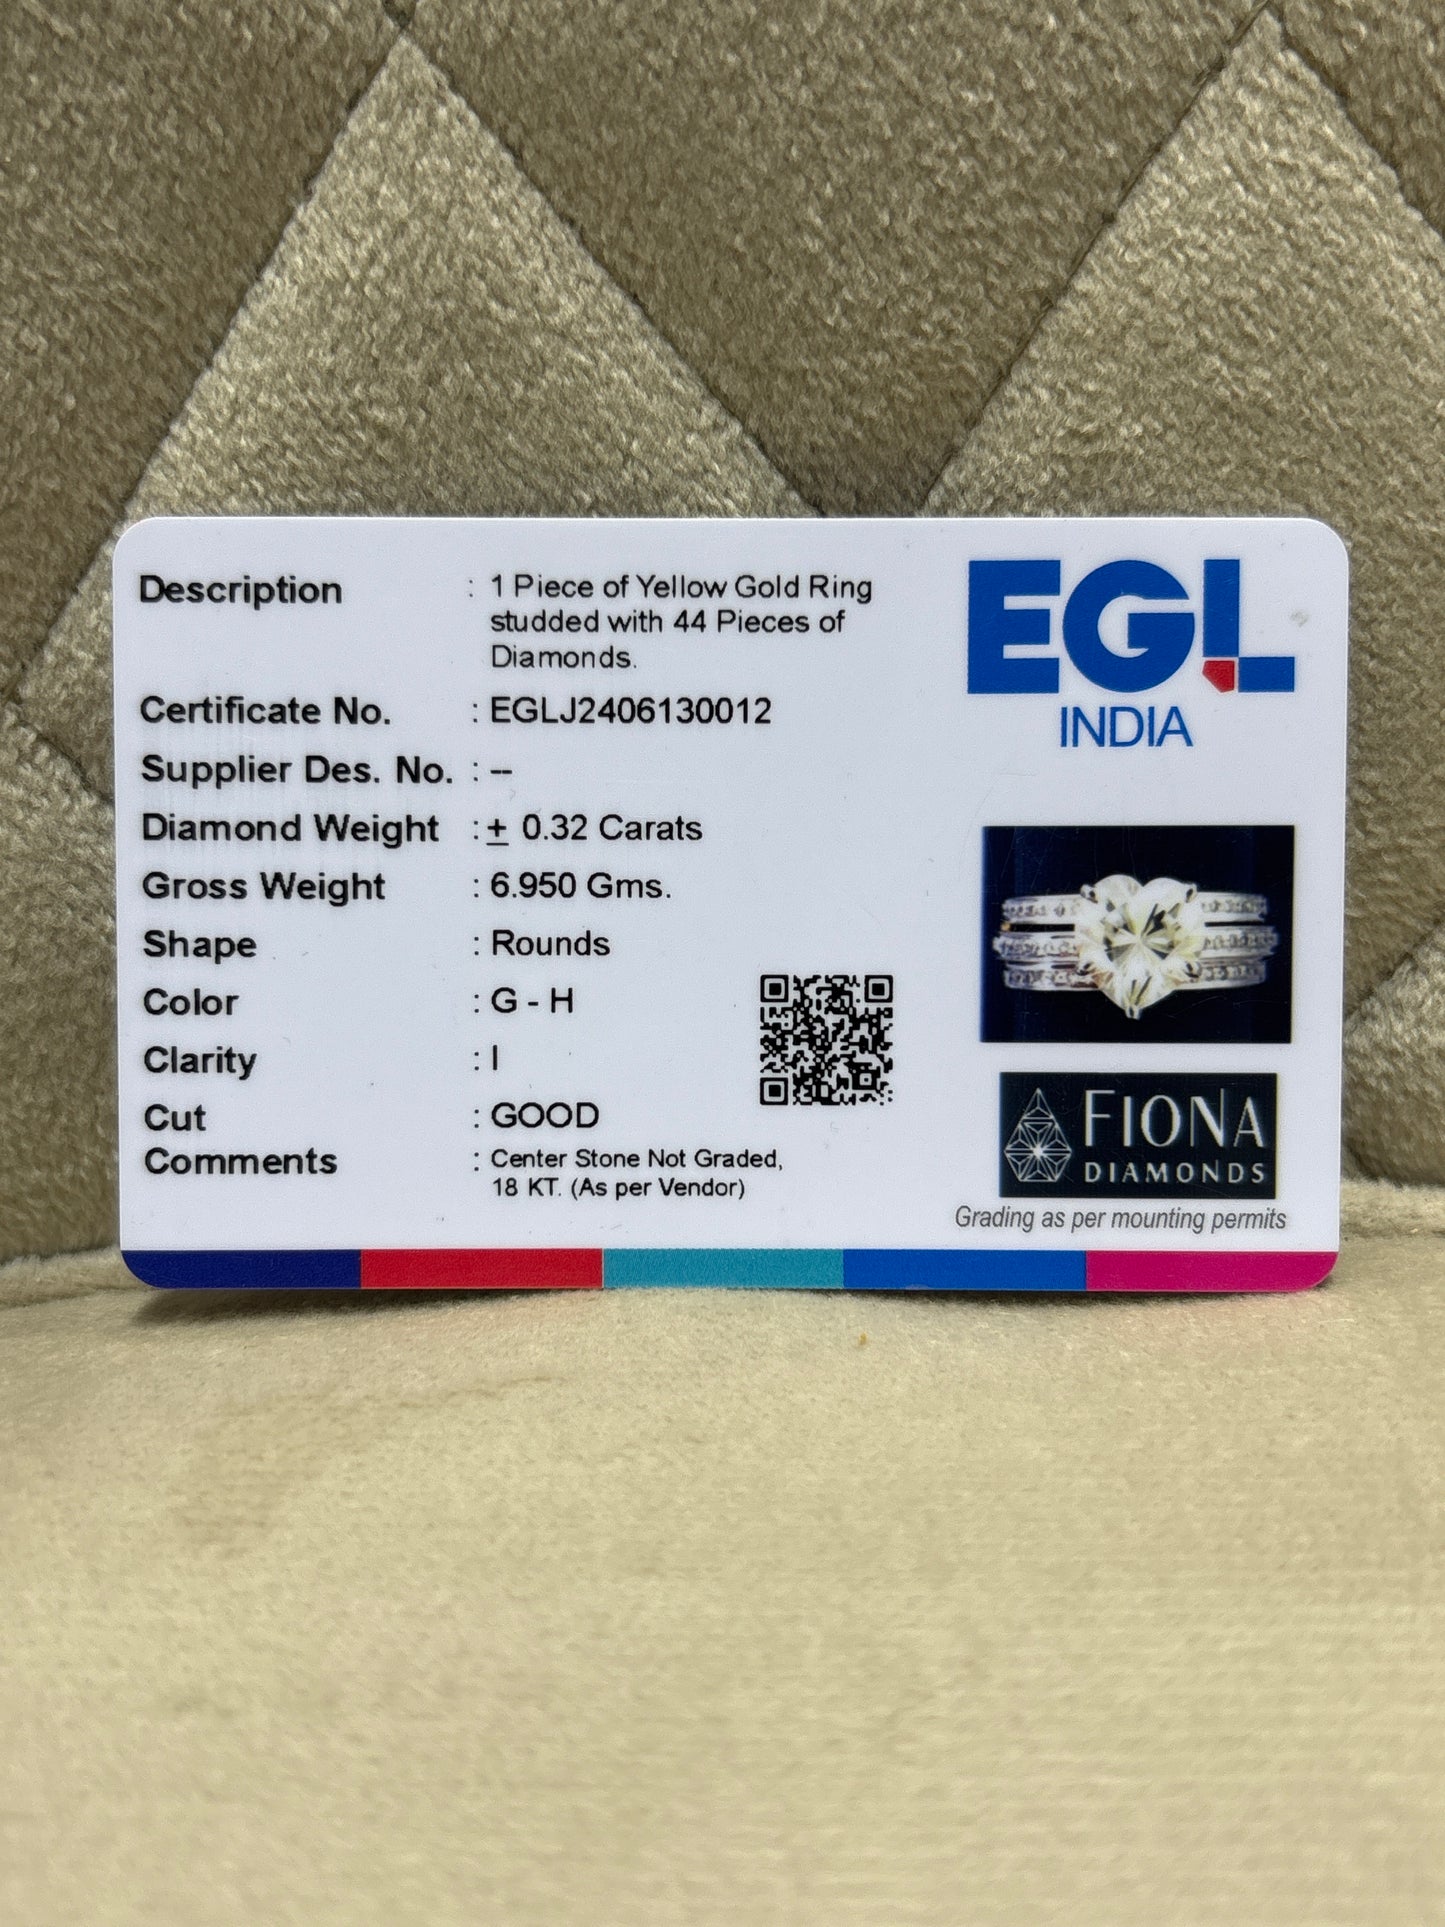 Description : 1 Piece of Yellow Gold Ring
studded with 44 Pieces of
Diamonds.
Certificate No. : EGLJ2406130012
Supplier Des. No. : --
Diamond Weight : ± 0.32 Carats
Gross Weight : 6.950 Gms.
Shape : Rounds
Color : G - H
Clarity : I
Cut : GOOD
Comments : Center Stone Not Graded,
18 KT. (As per Vendor)
EGL
INDIA
FIONA
DIAMONDS
Grading as per mounting permits